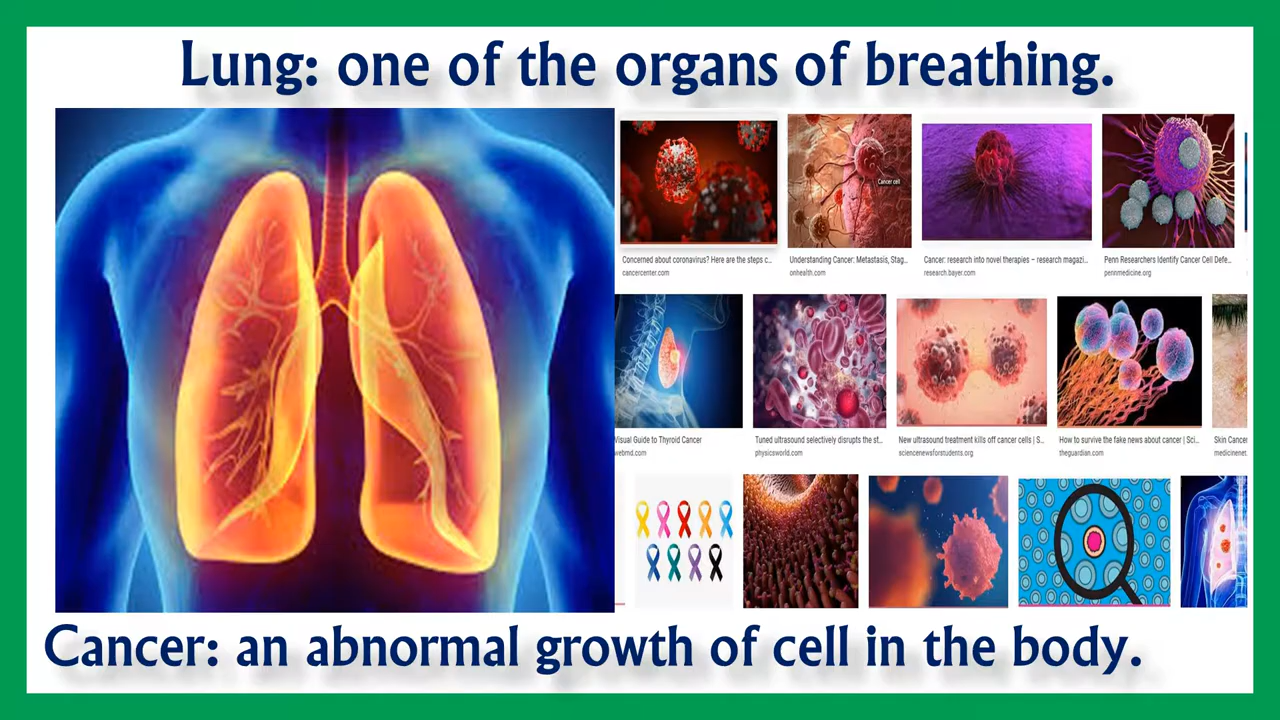 Lung: one of the organs of breathing.
Cancer cell
Concerned about coronavirus? Here are the steps c...
cancercenter.com
Understanding Cancer: Metastasis, Stag...
onhealth.com
Cancer: research into novel therapies – research magazi...
research.bayer.com
Penn Researchers Identify Cancer Cell Defe...
pennmedicine.org
Visual Guide to Thyroid Cancer
webmd.com
Tuned ultrasound selectively disrupts the st...
physicsworld.com
New ultrasound treatment kills off cancer cells | S...
sciencenewsforstudents.org
How to survive the fake news about cancer | Sci...
theguardian.com
Skin Cancer
medicinenet.
Cancer: an abnormal growth of cell in the body.